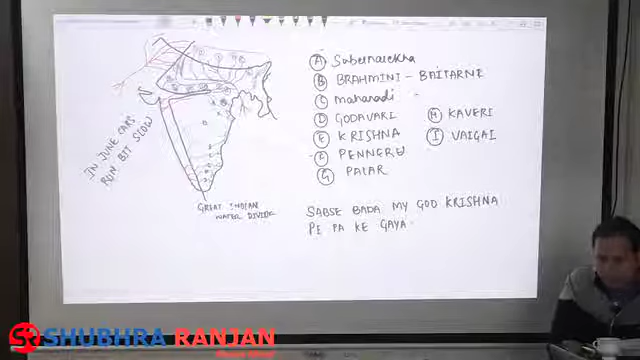 IN JUNE CARS
RUN BIT SLOW
GREAT INDIAN
WATER DIVIDE
A Subernarekha
B BRAHMINI - BAITARNE
C Mahanadi
D GODAVARI
E KRISHNA
F PENNERU
G PALAR
H KAVERI
I VAIGAI
SABSE BADA MY GOD KRISHNA
PE PA KE GAYA
SHUBHRA RANJAN